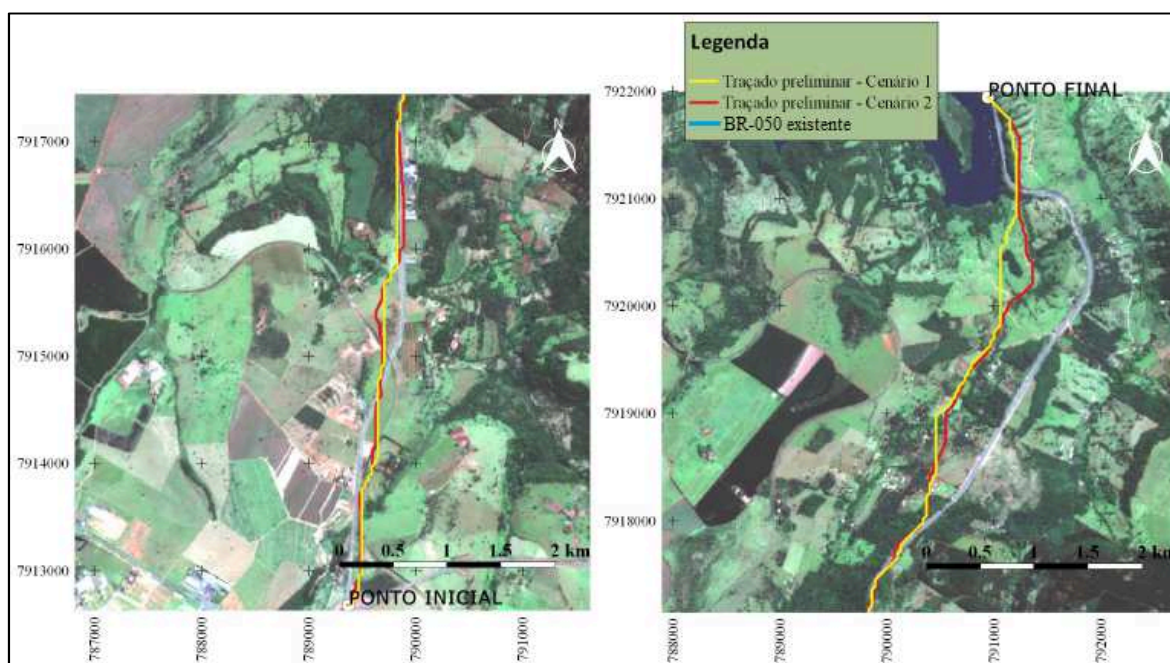 Legenda
Traçado preliminar - Cenário 1
Traçado preliminar - Cenário 2
BR-050 existente
PONTO FINAL
7922000
7921000
7920000
7919000
7918000
N
7917000
7916000
7915000
7914000
7913000
0 0.5 1 1.5 2 km
PONTO INICIAL
787000
788000
789000
790000
791000
0 0.5 1 1.5 2 km
788000
789000
790000
791000
792000